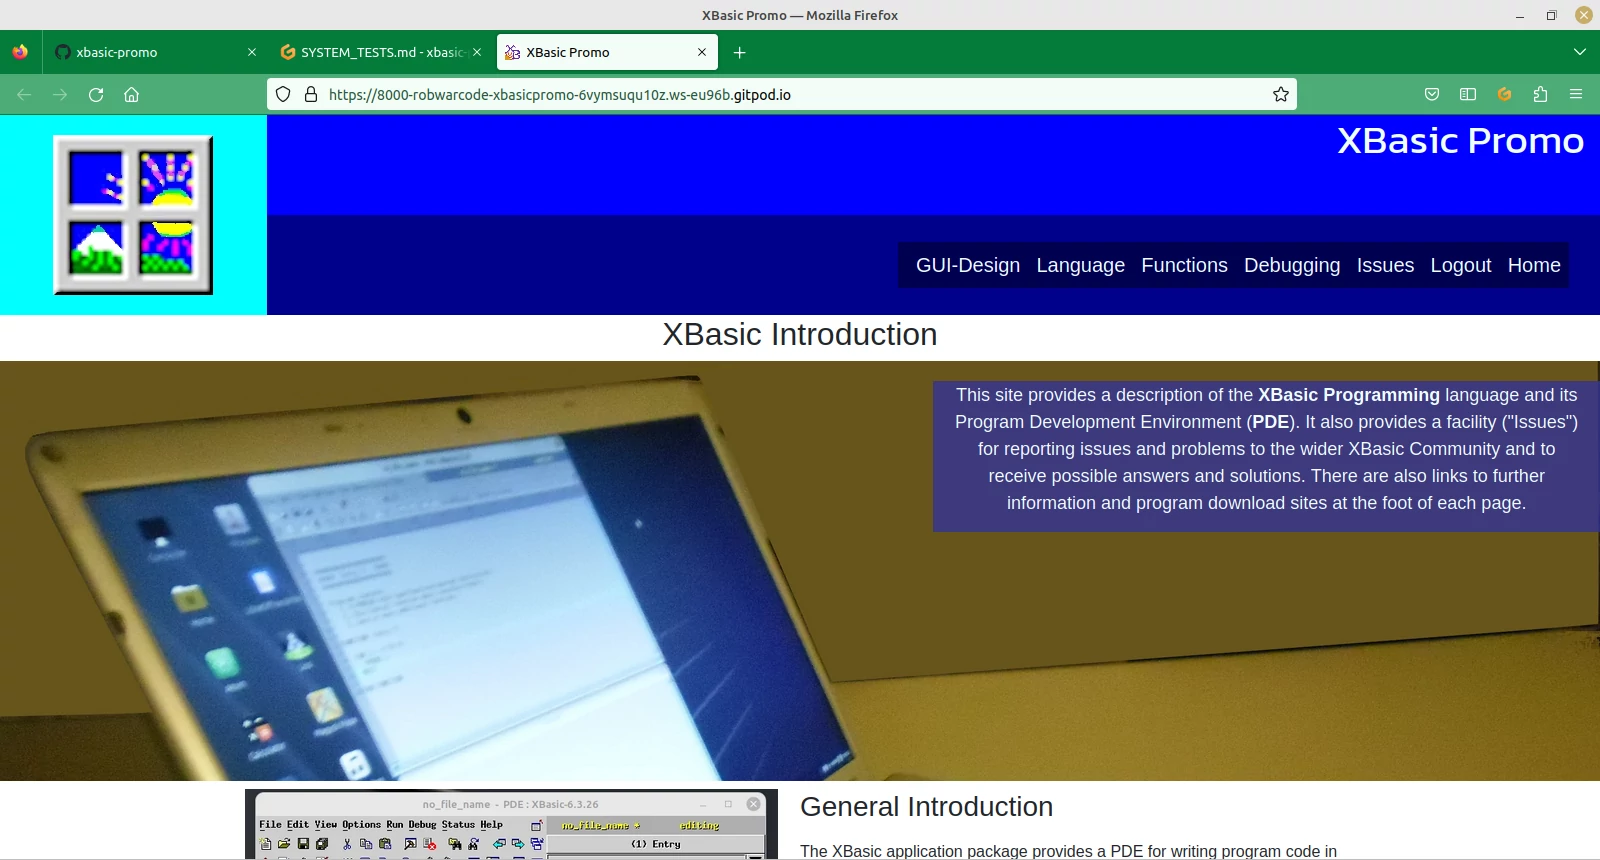 XBasic Promo — Mozilla Firefox
xbasic-promo
SYSTEM_TESTS.md - xbasic-
XBasic Promo
https://8000-robwarcode-xbasicpromo-6vymsuqu10z.ws-eu96b.gitpod.io
XBasic Promo
GUI-Design Language Functions Debugging Issues Logout Home
XBasic Introduction
This site provides a description of the XBasic Programming language and its
Program Development Environment (PDE). It also provides a facility ("Issues")
for reporting issues and problems to the wider XBasic Community and to
receive possible answers and solutions. There are also links to further
information and program download sites at the foot of each page.
no_file_name - PDE : XBasic-6.3.26
File Edit View Options Run Debug Status Help
no_file_name * editing
(1) Entry
General Introduction
The XBasic application package provides a PDE for writing program code in